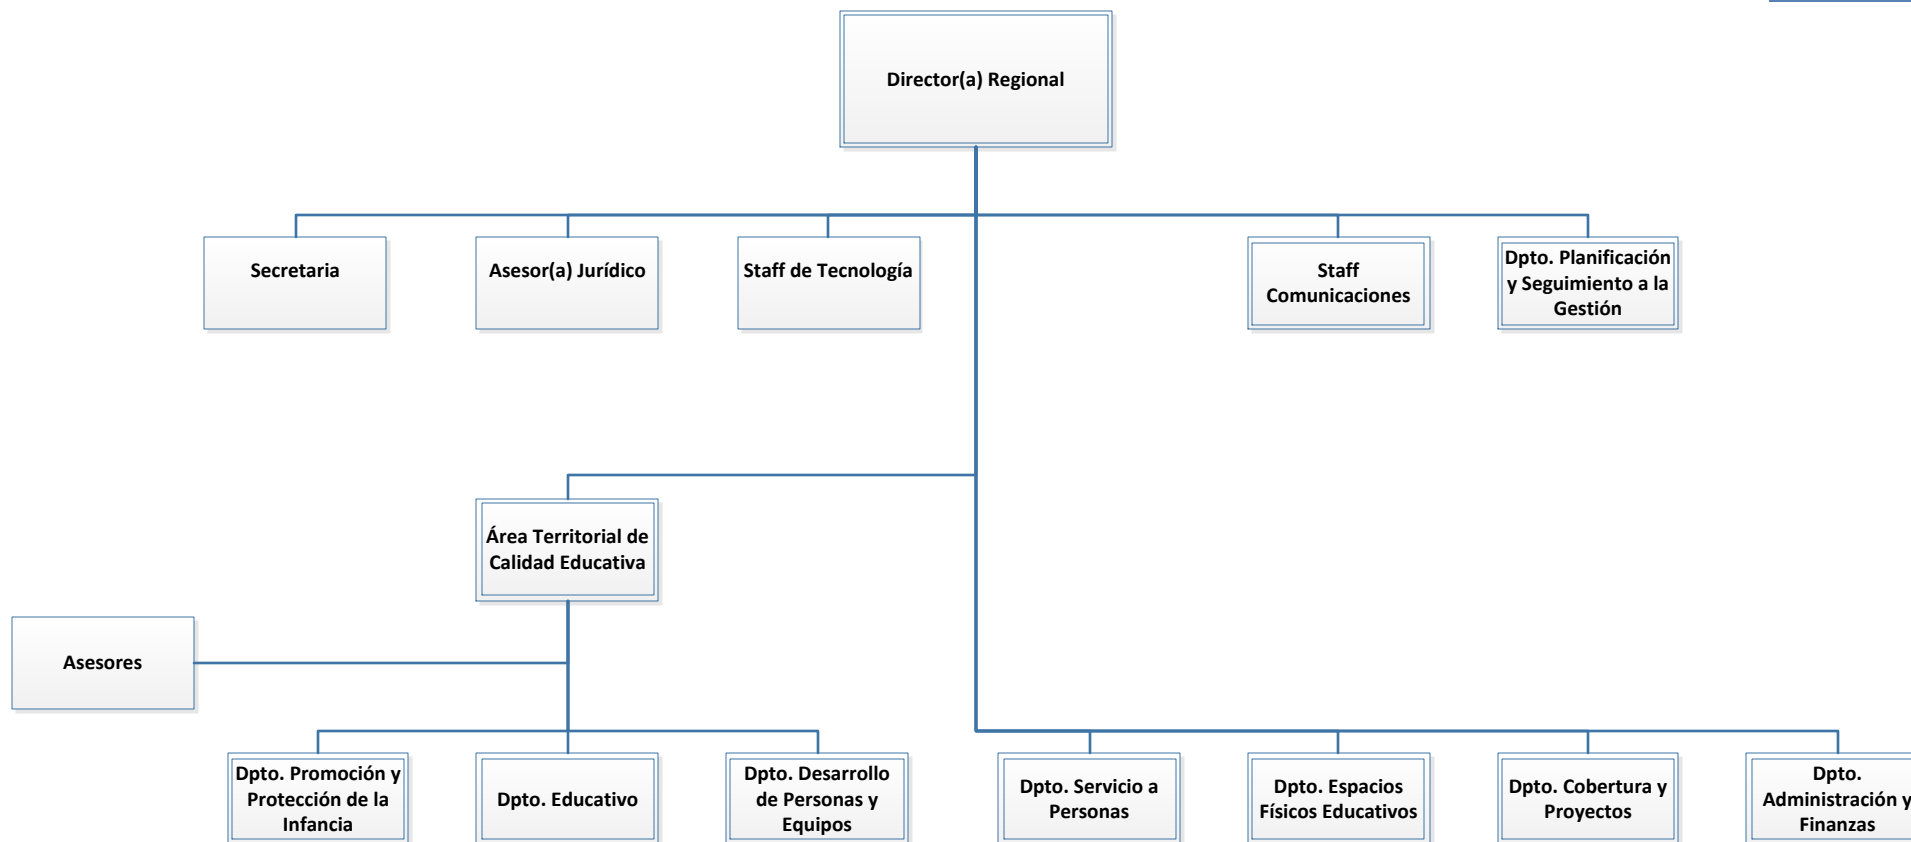 Director(a) Regional
Secretaria
Asesor(a) Jurídico
Staff de Tecnología
Staff
Comunicaciones
Dpto. Planificación
y Seguimiento a la
Gestión
Área Territorial de
Calidad Educativa
Asesores
Dpto. Promoción y
Protección de la
Infancia
Dpto. Educativo
Dpto. Desarrollo
de Personas y
Equipos
Dpto. Servicio a
Personas
Dpto. Espacios
Físicos Educativos
Dpto. Cobertura y
Proyectos
Dpto.
Administración y
Finanzas